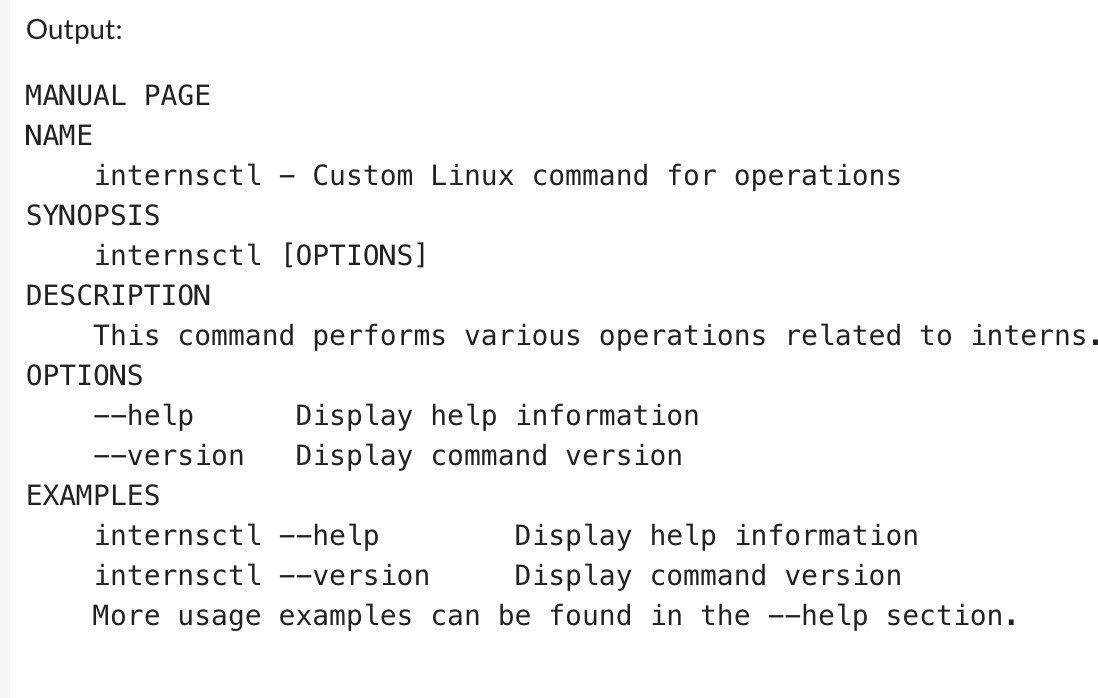 Output:
MANUAL PAGE
NAME
    internsctl – Custom Linux command for operations
SYNOPSIS
    internsctl [OPTIONS]
DESCRIPTION
    This command performs various operations related to interns.
OPTIONS
    --help      Display help information
    --version   Display command version
EXAMPLES
    internsctl --help        Display help information
    internsctl --version     Display command version
    More usage examples can be found in the --help section.